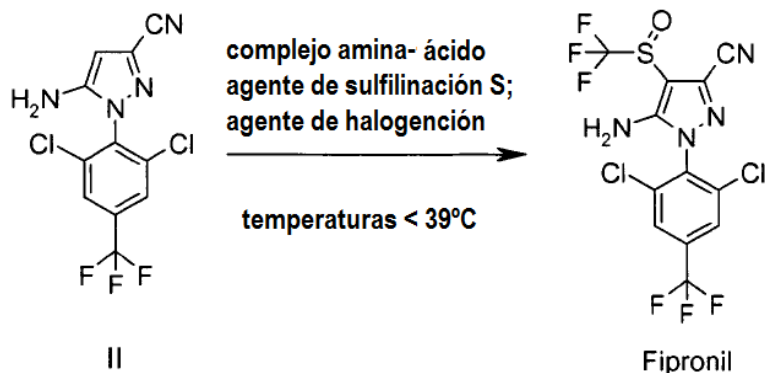 CN
N
H₂N
N
Cl Cl
F F F
II
complejo amina- ácido
agente de sulfilinación S;
agente de halogención
temperaturas < 39ºC
F O
F S
F
CN
N
H₂N
N
Cl Cl
F F F
Fipronil